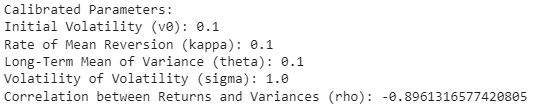 Calibrated Parameters:
Initial Volatility (v0): 0.1
Rate of Mean Reversion (kappa): 0.1
Long-Term Mean of Variance (theta): 0.1
Volatility of Volatility (sigma): 1.0
Correlation between Returns and Variances (rho): -0.8961316577420805